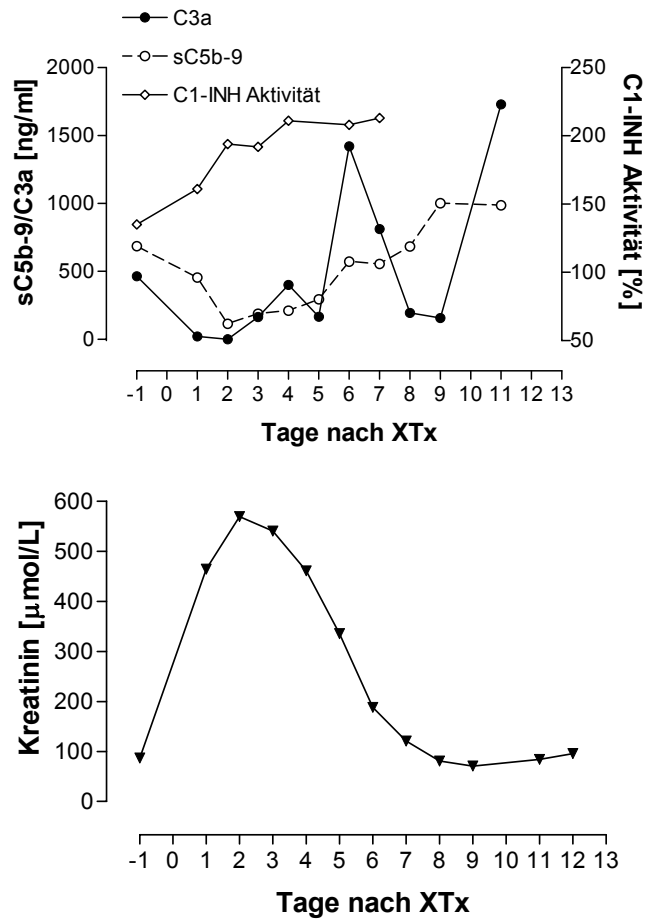 C3a
sC5b-9
C1-INH Aktivität
sC5b-9/C3a [ng/ml]
2000
1500
1000
500
0
C1-INH Aktivität [%]
250
200
150
100
50
-1 0 1 2 3 4 5 6 7 8 9 10 11 12 13
Tage nach XTx
Kreatinin [µmol/L]
600
500
400
300
200
100
0
-1 0 1 2 3 4 5 6 7 8 9 10 11 12 13
Tage nach XTx